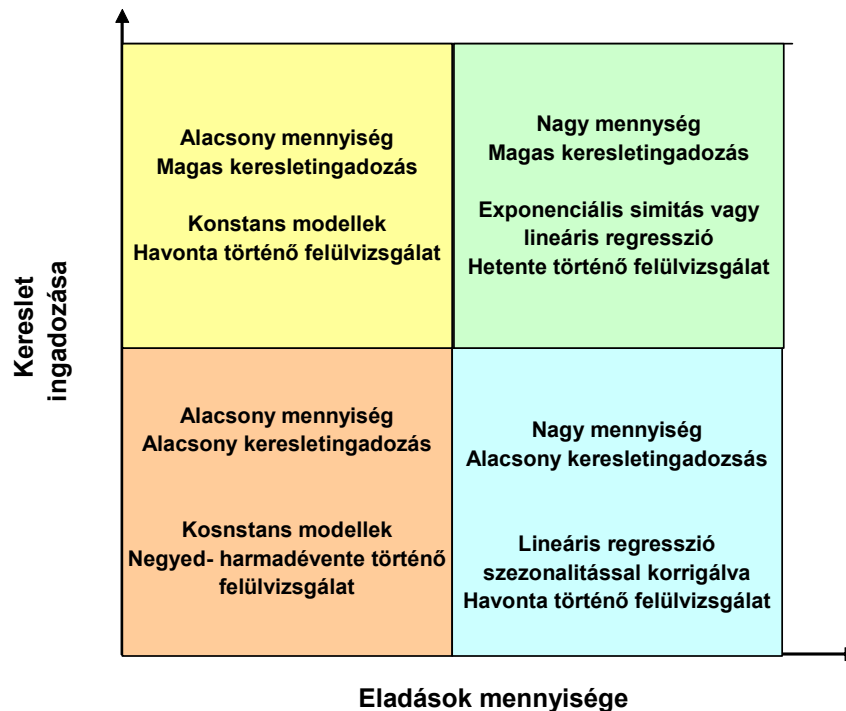 Alacsony mennyiség
Magas keresletingadozás
Konstans modellek
Havonta történő felülvizsgálat
Nagy mennység
Magas keresletingadozás
Exponenciális simitás vagy
lineáris regresszió
Hetente történő felülvizsgálat
Kereslet
ingadozása
Alacsony mennyiség
Alacsony keresletingadozás
Kosnstans modellek
Negyed- harmadévente történő
felülvizsgálat
Nagy mennyiség
Alacsony keresletingadozsás
Lineáris regresszió
szezonalitással korrigálva
Havonta történő felülvizsgálat
Eladások mennyisége